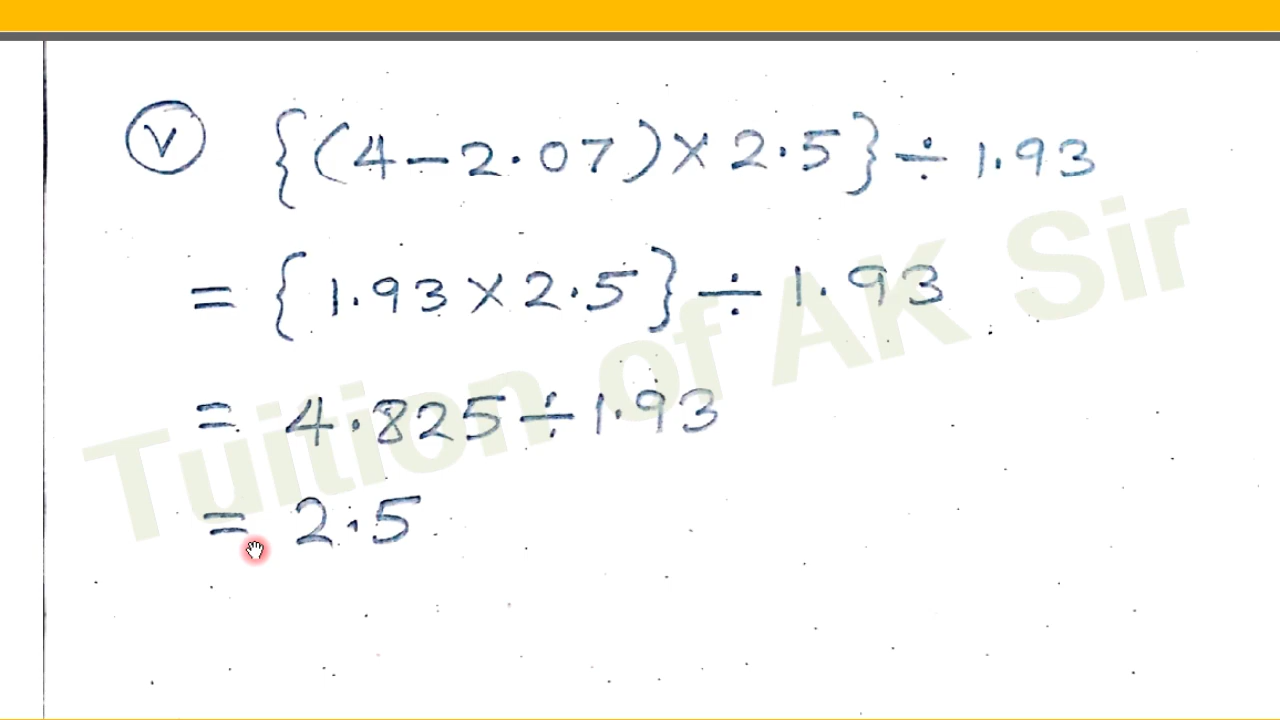 (v) {(4-2.07)×2.5}÷1.93
= {1.93×2.5}÷1.93
= 4.825÷1.93
= 2.5
Tuition of AK Sir